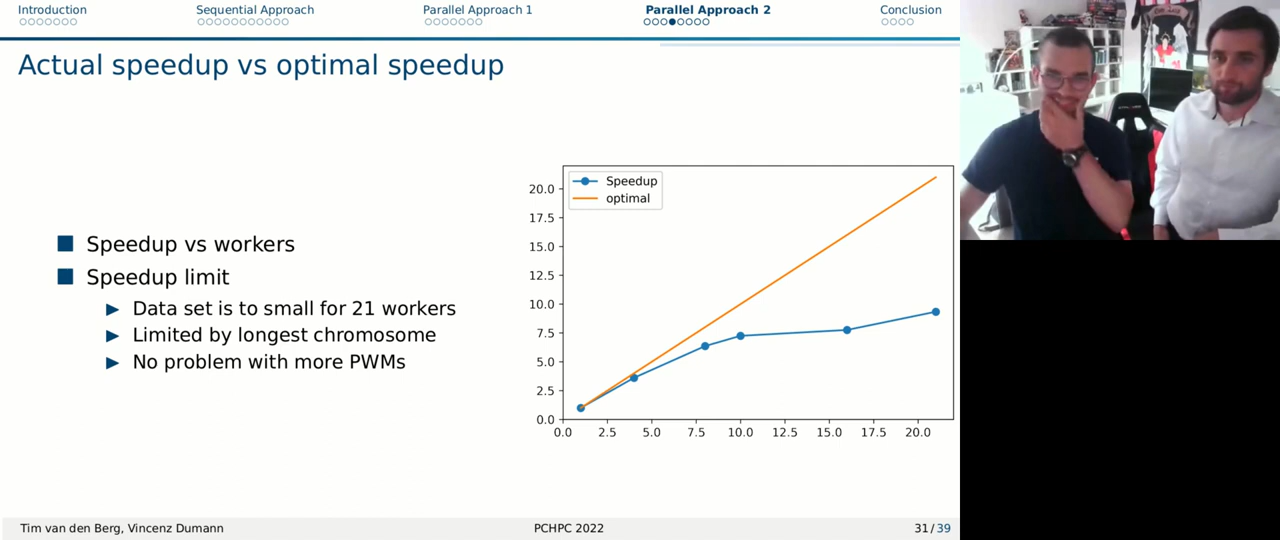 Introduction
Sequential Approach
Parallel Approach 1
Parallel Approach 2
Conclusion
Actual speedup vs optimal speedup
Speedup vs workers
Speedup limit
Data set is to small for 21 workers
Limited by longest chromosome
No problem with more PWMs
Speedup
optimal
20.0
17.5
15.0
12.5
10.0
7.5
5.0
2.5
0.0
0.0 2.5 5.0 7.5 10.0 12.5 15.0 17.5 20.0
Tim van den Berg, Vincenz Dumann
PCHPC 2022
31/39